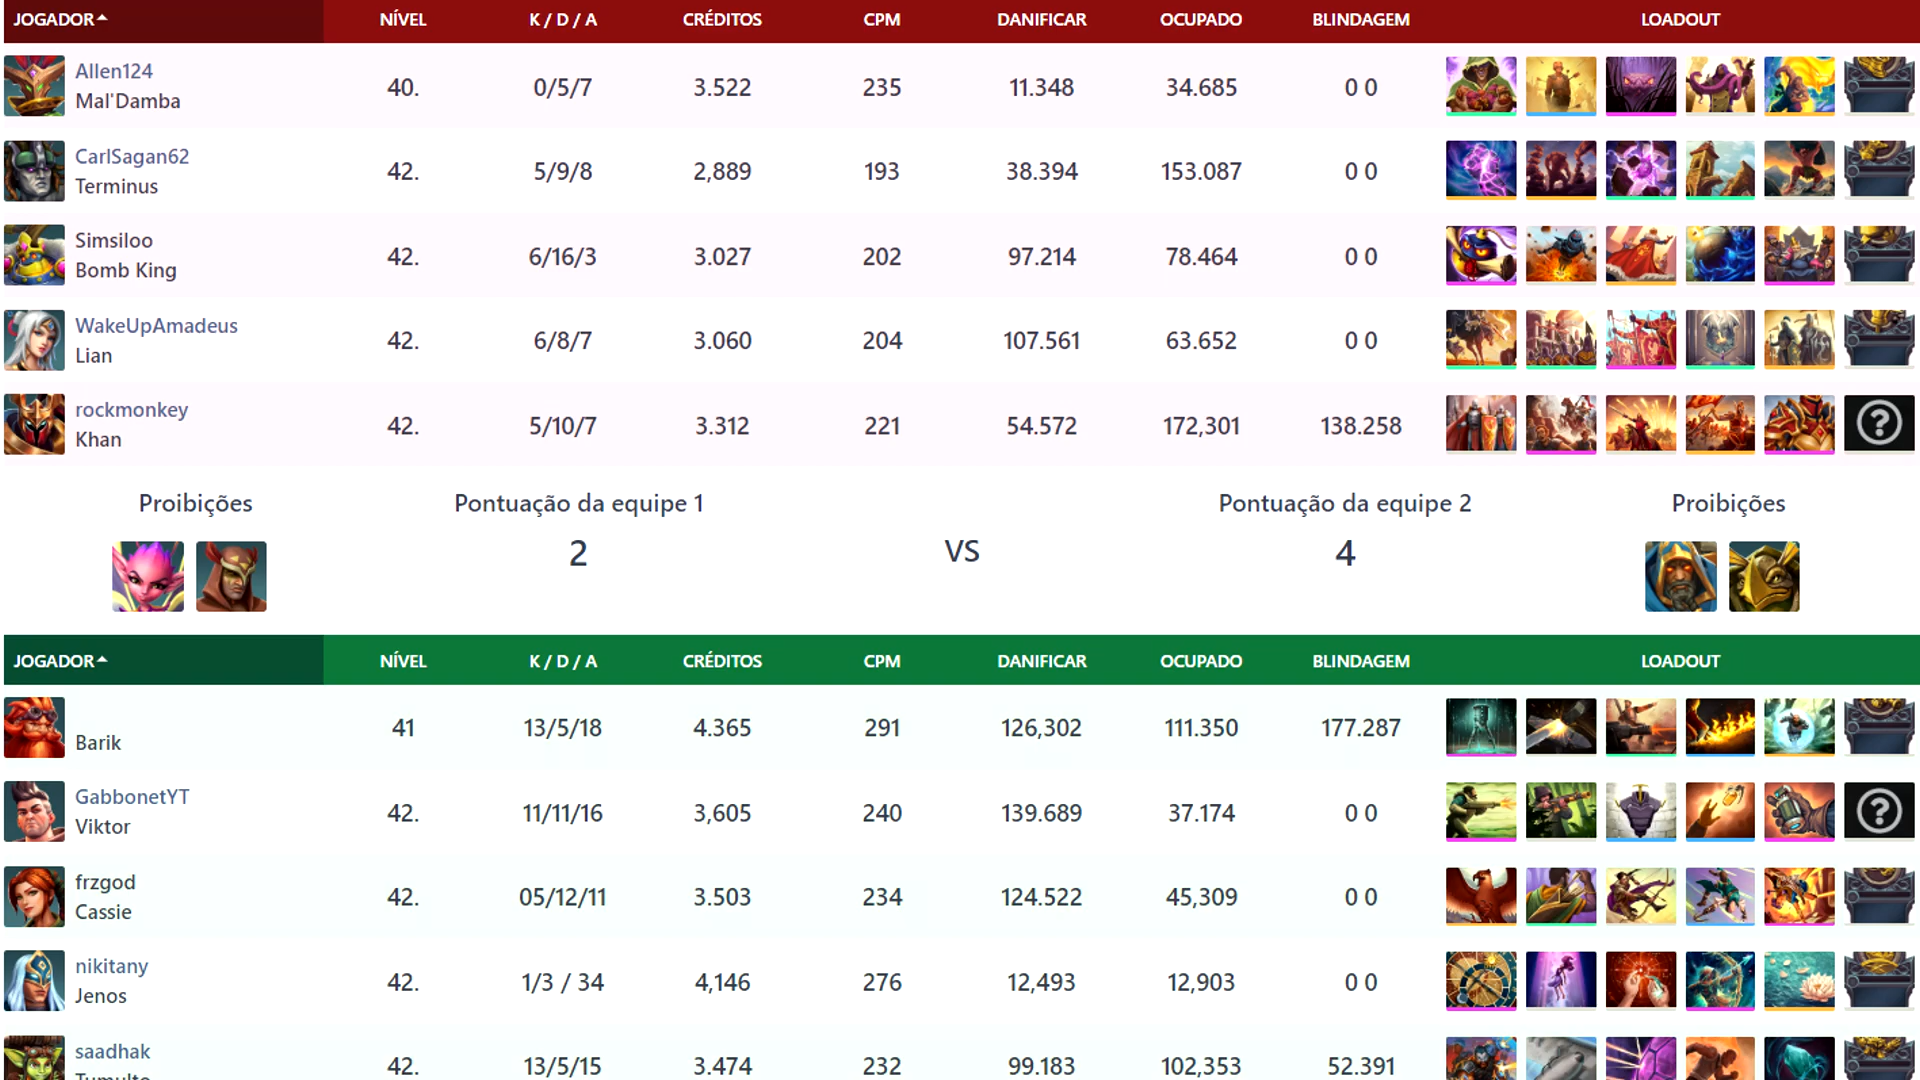 JOGADOR NÍVEL K / D / A CRÉDITOS CPM DANIFICAR OCUPADO BLINDAGEM LOADOUT
Allen124
Mal'Damba 40. 0/5/7 3.522 235 11.348 34.685 0 0
CarlSagan62
Terminus 42. 5/9/8 2,889 193 38.394 153.087 0 0
Simsiloo
Bomb King 42. 6/16/3 3.027 202 97.214 78.464 0 0
WakeUpAmadeus
Lian 42. 6/8/7 3.060 204 107.561 63.652 0 0
rockmonkey
Khan 42. 5/10/7 3.312 221 54.572 172,301 138.258
Proibições Pontuação da equipe 1 Pontuação da equipe 2 Proibições
2 VS 4
JOGADOR NÍVEL K / D / A CRÉDITOS CPM DANIFICAR OCUPADO BLINDAGEM LOADOUT
Barik 41 13/5/18 4.365 291 126,302 111.350 177.287
GabbonetYT
Viktor 42. 11/11/16 3,605 240 139.689 37.174 0 0
frzgod
Cassie 42. 05/12/11 3.503 234 124.522 45,309 0 0
nikitany
Jenos 42. 1/3 / 34 4,146 276 12,493 12,903 0 0
saadhak
42. 13/5/15 3.474 232 99.183 102,353 52.391